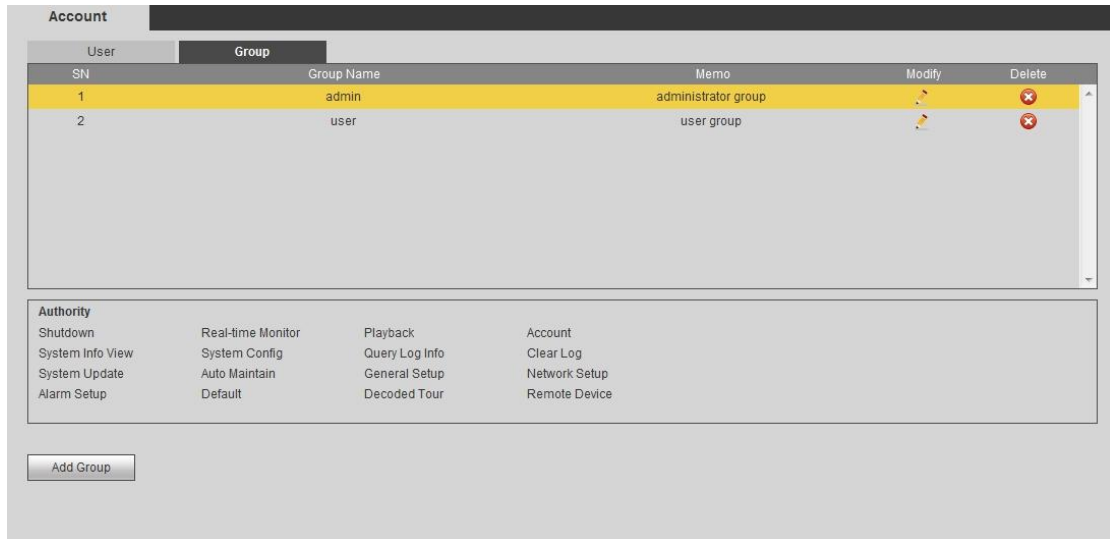 Account
User Group
SN Group Name Memo Modify Delete
1 admin administrator group
2 user user group
Authority
Shutdown Real-time Monitor Playback Account
System Info View System Config Query Log Info Clear Log
System Update Auto Maintain General Setup Network Setup
Alarm Setup Default Decoded Tour Remote Device
Add Group